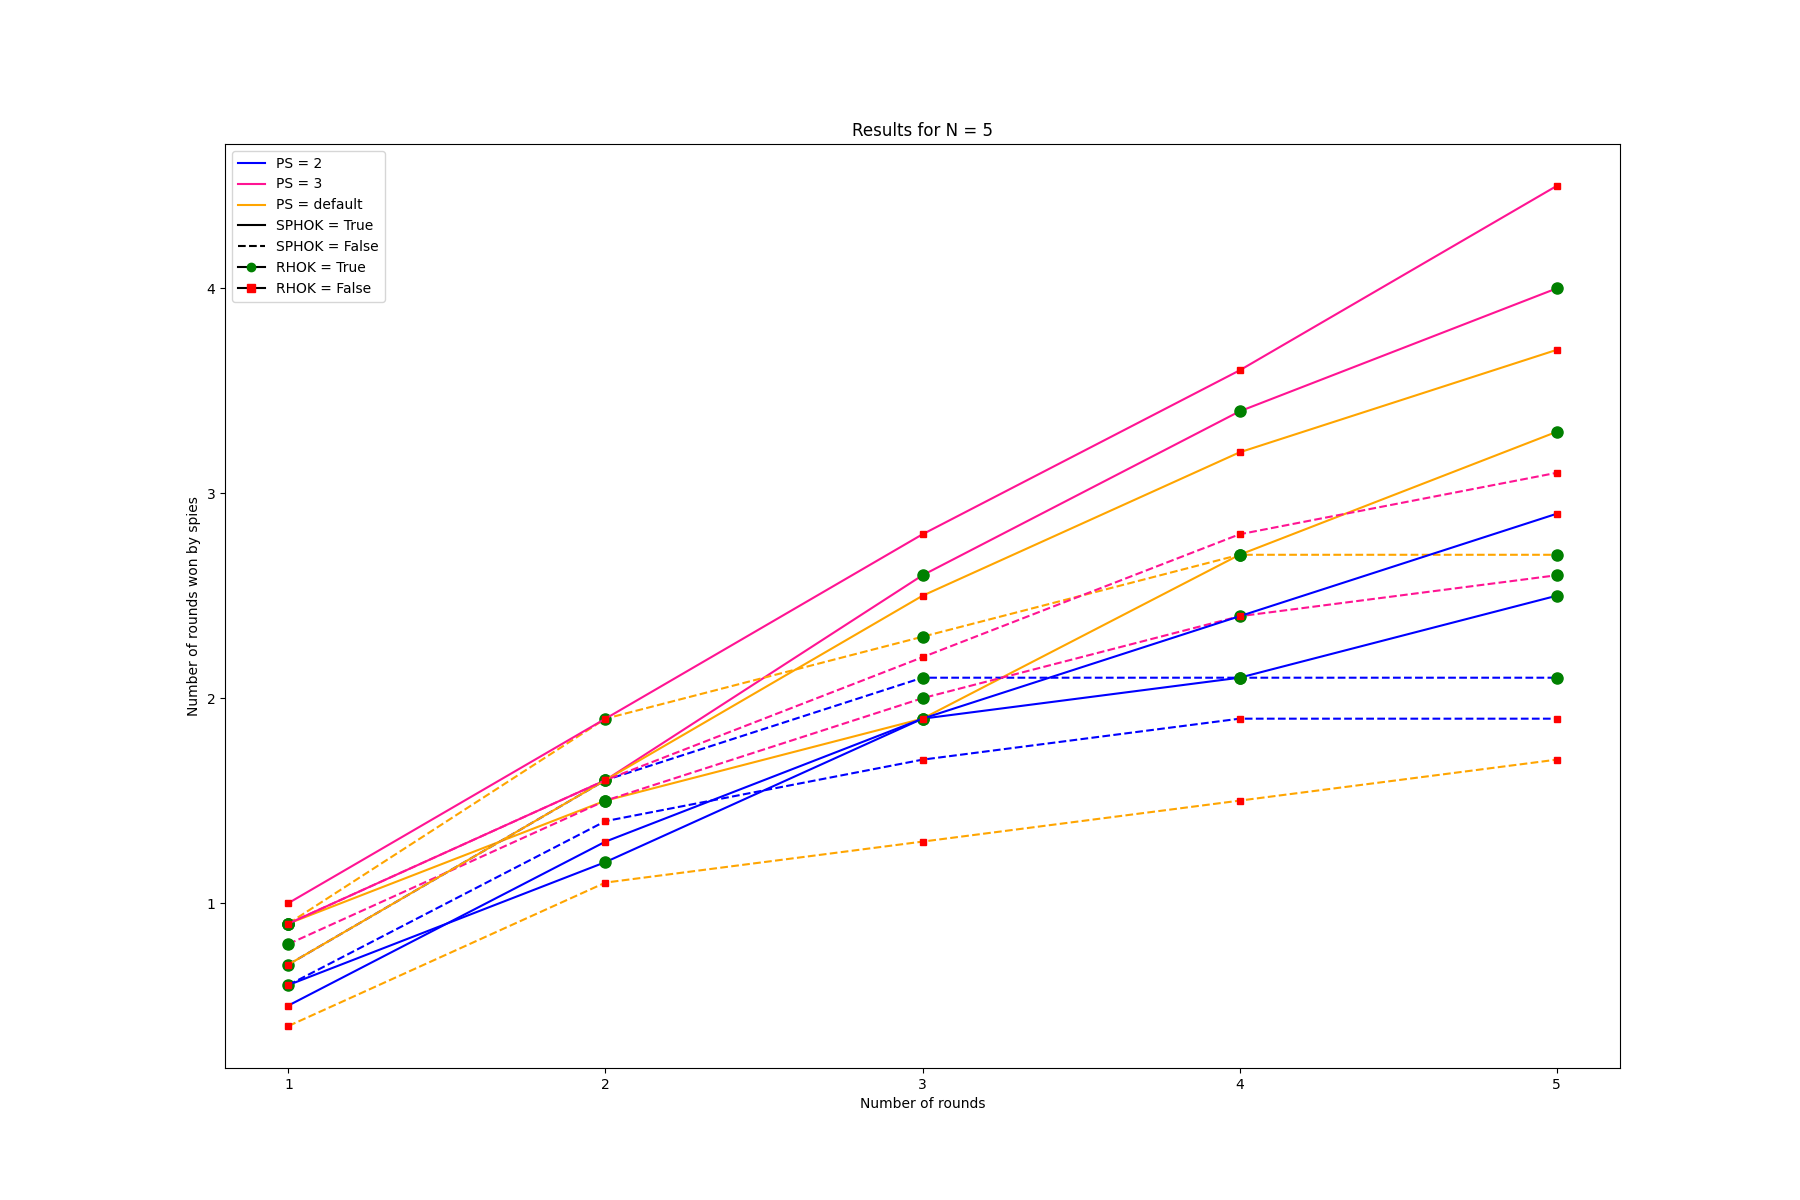 Results for N = 5
PS = 2
PS = 3
PS = default
SPHOK = True
SPHOK = False
RHOK = True
RHOK = False
4
3
2
1
Number of rounds won by spies
1 2 3 4 5
Number of rounds